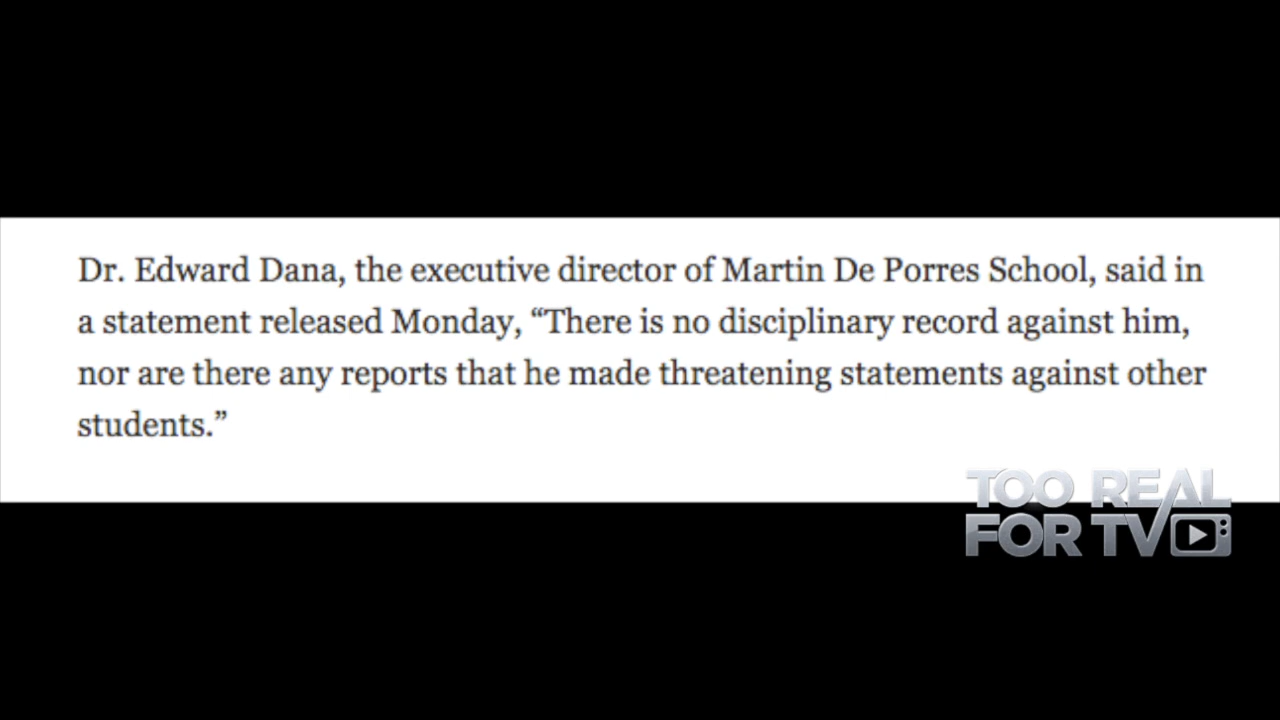 Dr. Edward Dana, the executive director of Martin De Porres School, said in
a statement released Monday, “There is no disciplinary record against him,
nor are there any reports that he made threatening statements against other
students.”
TOO REAL
FOR TV